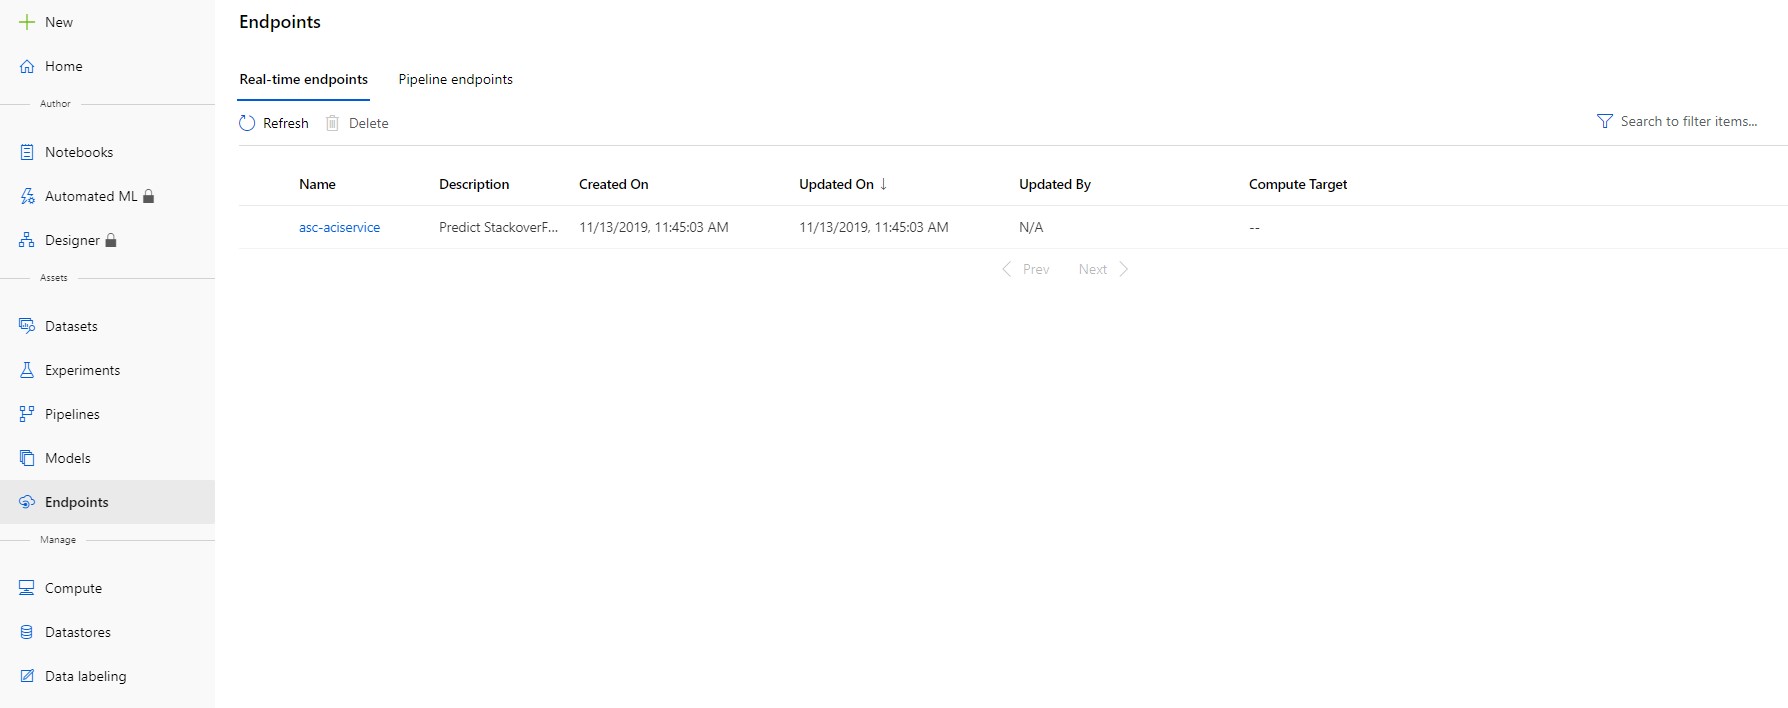 New
Home
Author
Notebooks
Automated ML
Designer
Assets
Datasets
Experiments
Pipelines
Models
Endpoints
Manage
Compute
Datastores
Data labeling
Endpoints
Real-time endpoints Pipeline endpoints
Refresh Delete Search to filter items...
Name Description Created On Updated On ↓ Updated By Compute Target
asc-aciservice Predict StackoverF... 11/13/2019, 11:45:03 AM 11/13/2019, 11:45:03 AM N/A --
Prev Next